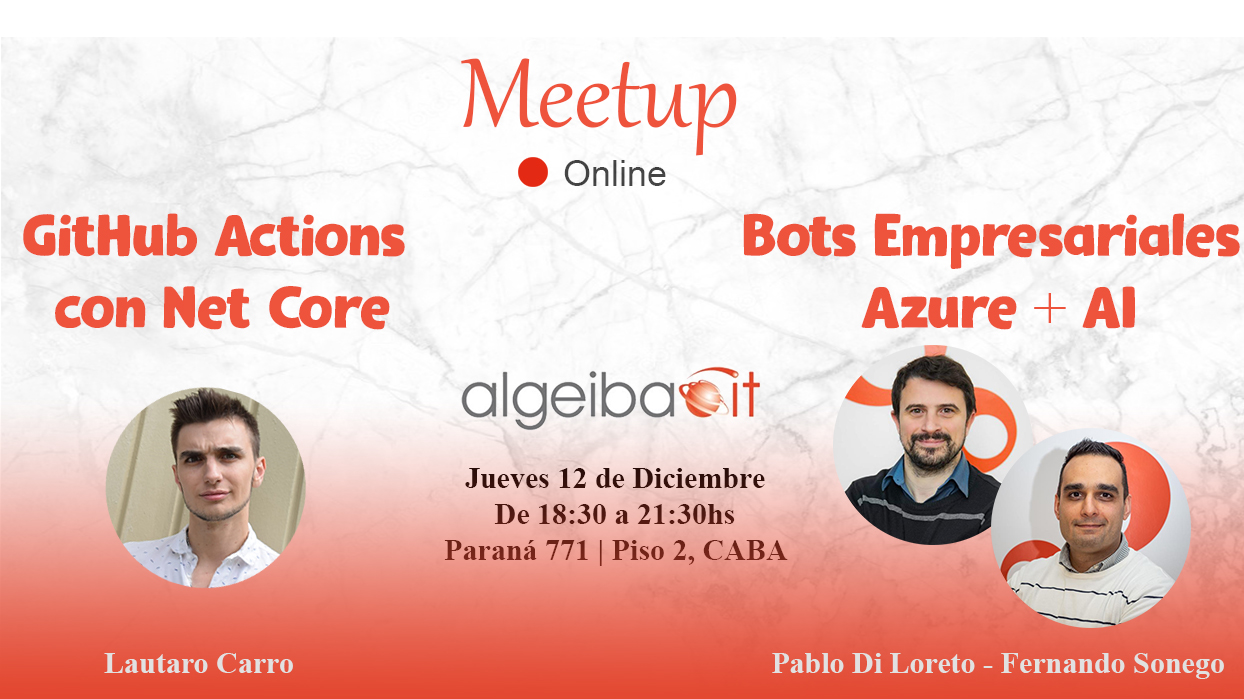 Meetup
Online
GitHub Actions
con Net Core
Bots Empresariales
Azure + AI
algeiba it
Jueves 12 de Diciembre
De 18:30 a 21:30hs
Paraná 771 | Piso 2, CABA
Lautaro Carro
Pablo Di Loreto - Fernando Sonego